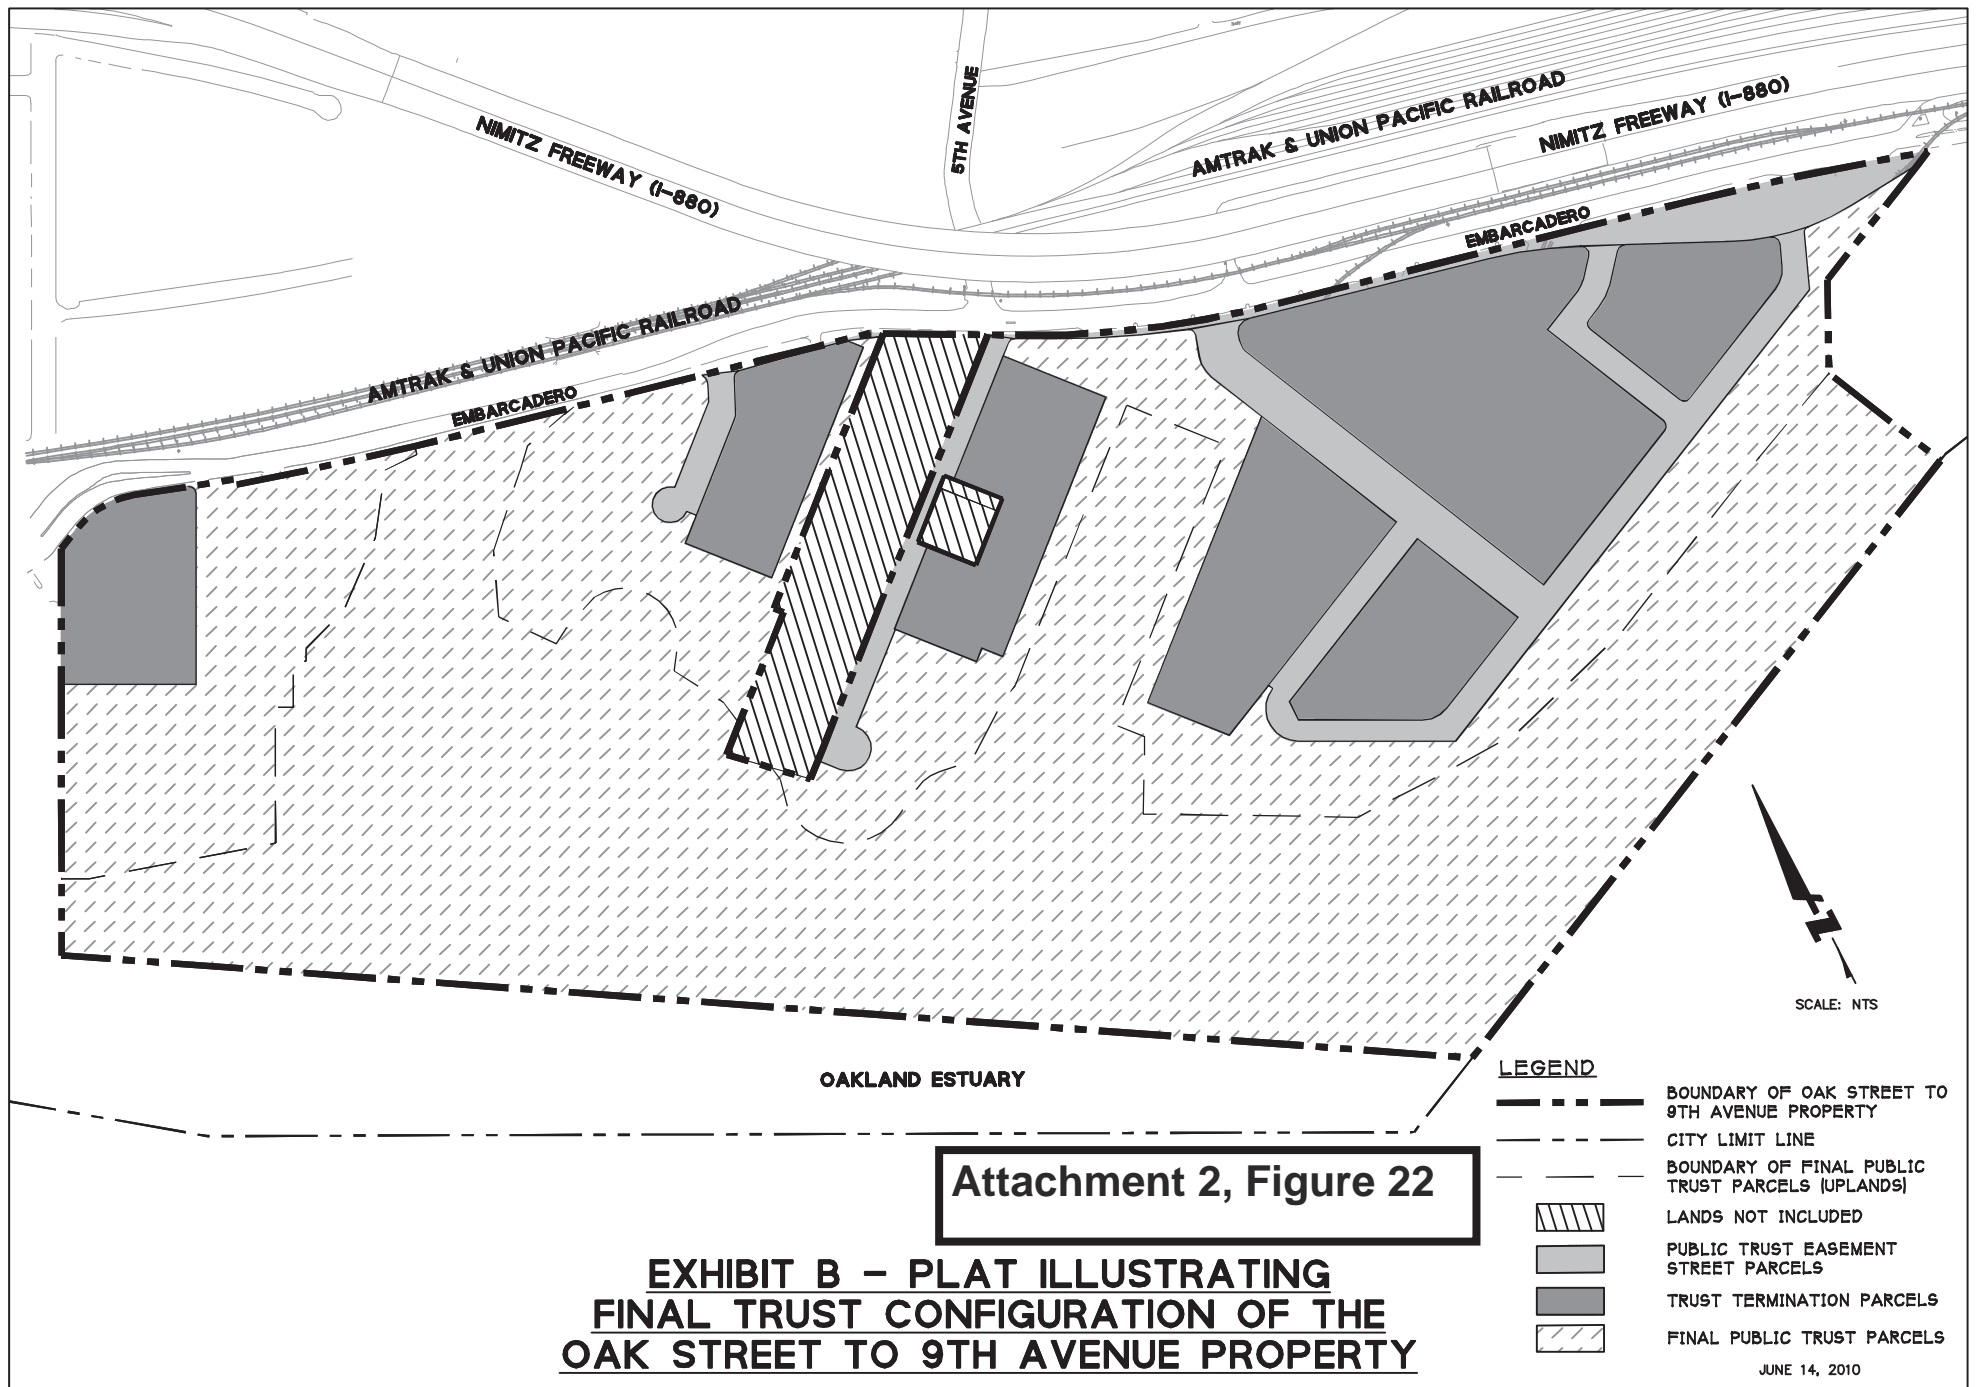 5TH AVENUE
NIMITZ FREEWAY (I-880)
AMTRAK & UNION PACIFIC RAILROAD
NIMITZ FREEWAY (I-880)
EMBARCADERO
AMTRAK & UNION PACIFIC RAILROAD
EMBARCADERO
SCALE: NTS
OAKLAND ESTUARY
LEGEND
BOUNDARY OF OAK STREET TO
9TH AVENUE PROPERTY
CITY LIMIT LINE
BOUNDARY OF FINAL PUBLIC
TRUST PARCELS (UPLANDS)
LANDS NOT INCLUDED
PUBLIC TRUST EASEMENT
STREET PARCELS
TRUST TERMINATION PARCELS
FINAL PUBLIC TRUST PARCELS
JUNE 14, 2010
Attachment 2, Figure 22
EXHIBIT B - PLAT ILLUSTRATING
FINAL TRUST CONFIGURATION OF THE
OAK STREET TO 9TH AVENUE PROPERTY